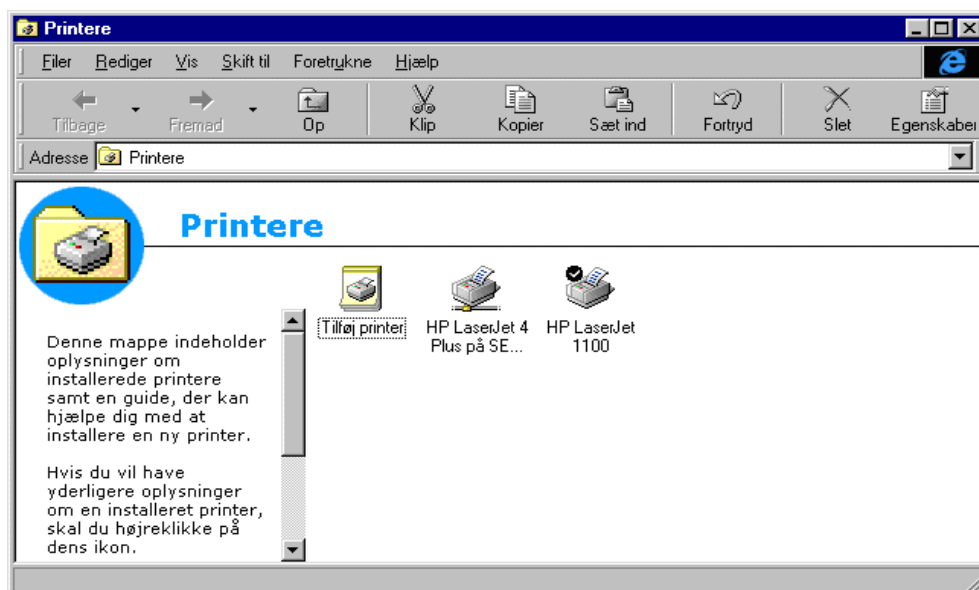 Printere
Filer Rediger Vis Skift til Foretrukne Hjælp
Tilbage Fremad Op Klip Kopier Sæt ind Fortryd Slet Egenskaber
Adresse Printere
Printere
Tilføj printer
HP LaserJet 4
Plus på SE...
HP LaserJet
1100
Denne mappe indeholder
oplysninger om
installerede printere
samt en guide, der kan
hjælpe dig med at
installere en ny printer.
Hvis du vil have
yderligere oplysninger
om en installeret printer,
skal du højreklikke på
dens ikon.